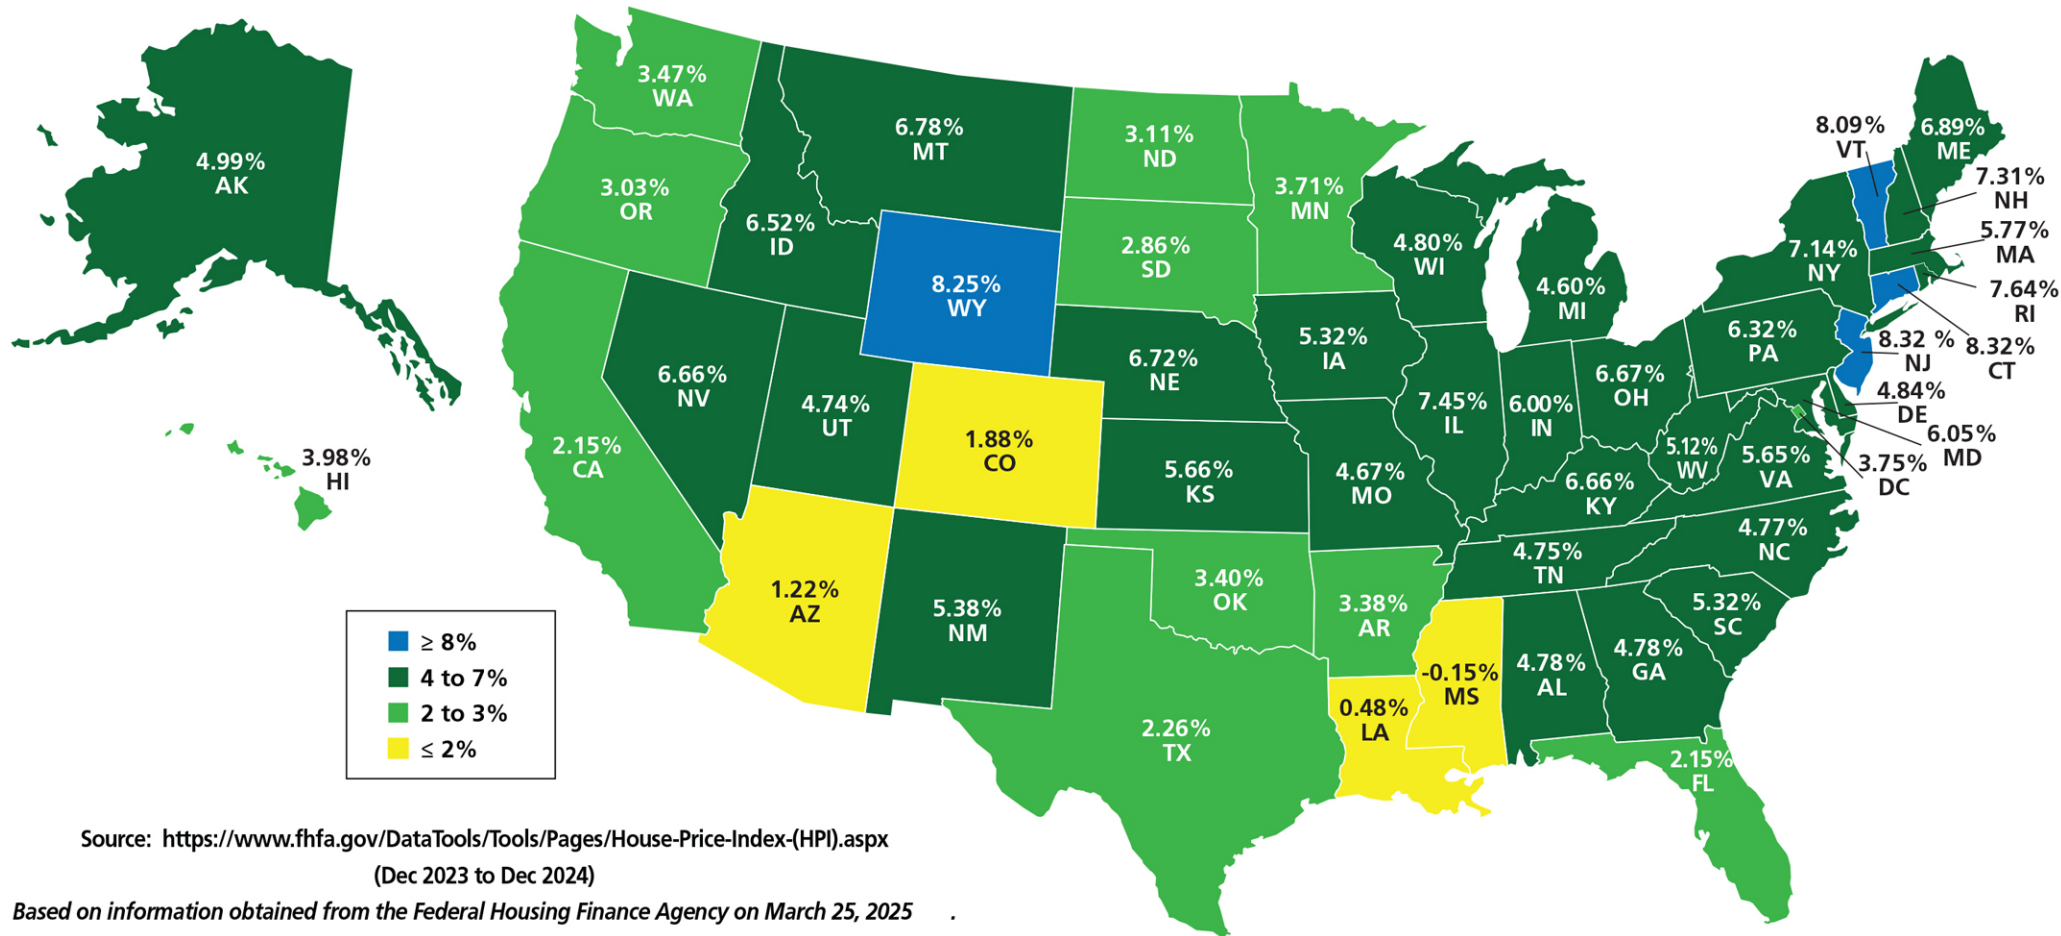 3.47%
WA
6.78%
MT
3.11%
ND
8.09%
VT
6.89%
ME
4.99%
AK
3.03%
OR
6.52%
ID
3.71%
MN
7.31%
NH
2.86%
SD
4.80%
WI
5.77%
MA
7.14%
NY
8.25%
WY
4.60%
MI
7.64%
RI
5.32%
IA
6.32%
PA
8.32 %
NJ
8.32%
CT
6.72%
NE
6.66%
NV
4.74%
UT
6.67%
OH
4.84%
DE
7.45%
IL
6.00%
IN
1.88%
CO
6.05%
MD
2.15%
CA
3.98%
HI
5.66%
KS
4.67%
MO
5.12%
WV
5.65%
VA
3.75%
DC
6.66%
KY
4.77%
NC
4.75%
TN
1.22%
AZ
5.38%
NM
3.40%
OK
3.38%
AR
5.32%
SC
-0.15%
MS
4.78%
AL
4.78%
GA
0.48%
LA
2.26%
TX
2.15%
FL
≥ 8%
4 to 7%
2 to 3%
≤ 2%
Source: https://www.fhfa.gov/DataTools/Tools/Pages/House-Price-Index-(HPI).aspx
(Dec 2023 to Dec 2024)
Based on information obtained from the Federal Housing Finance Agency on March 25, 2025 .